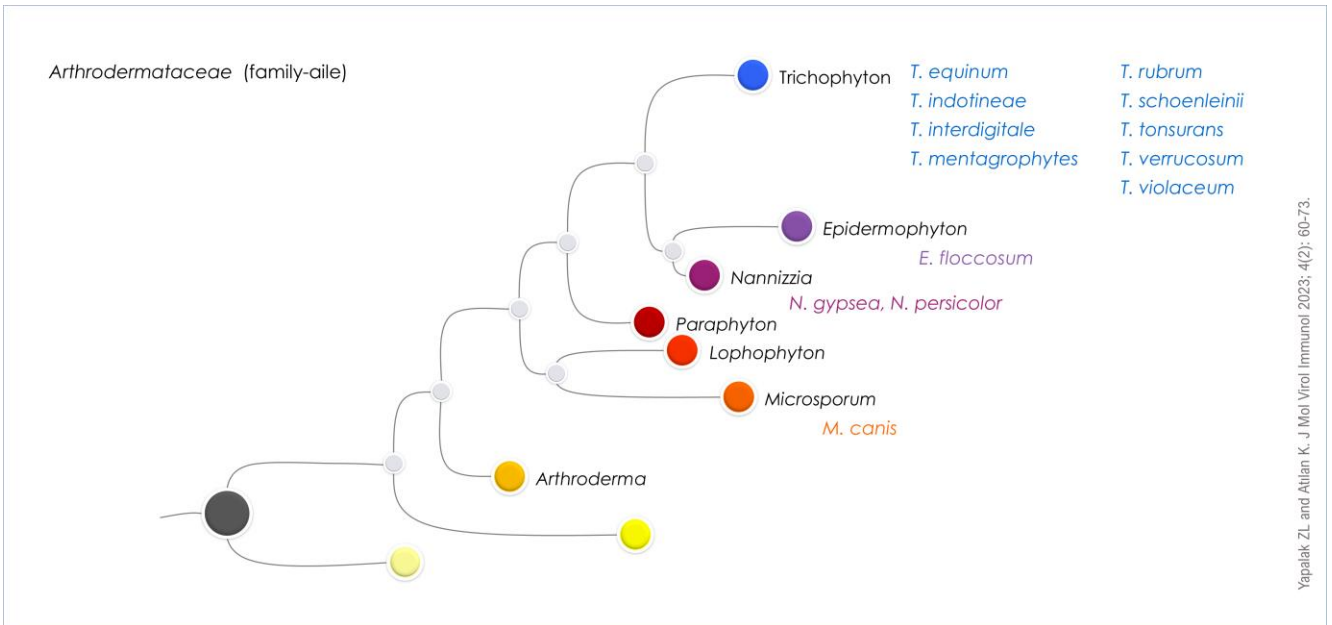 Arthrodermataceae (family-aile)
Trichophyton
T. equinum
T. indotineae
T. interdigitale
T. mentagrophytes
T. rubrum
T. schoenleinii
T. tonsurans
T. verrucosum
T. violaceum
Epidermophyton
E. floccosum
Nannizzia
N. gypsea, N. persicolor
Paraphyton
Lophophyton
Microsporum
M. canis
Arthroderma
Yapalak ZL and Atılan K. J Mol Virol Immunol 2023; 4(2): 60-73.